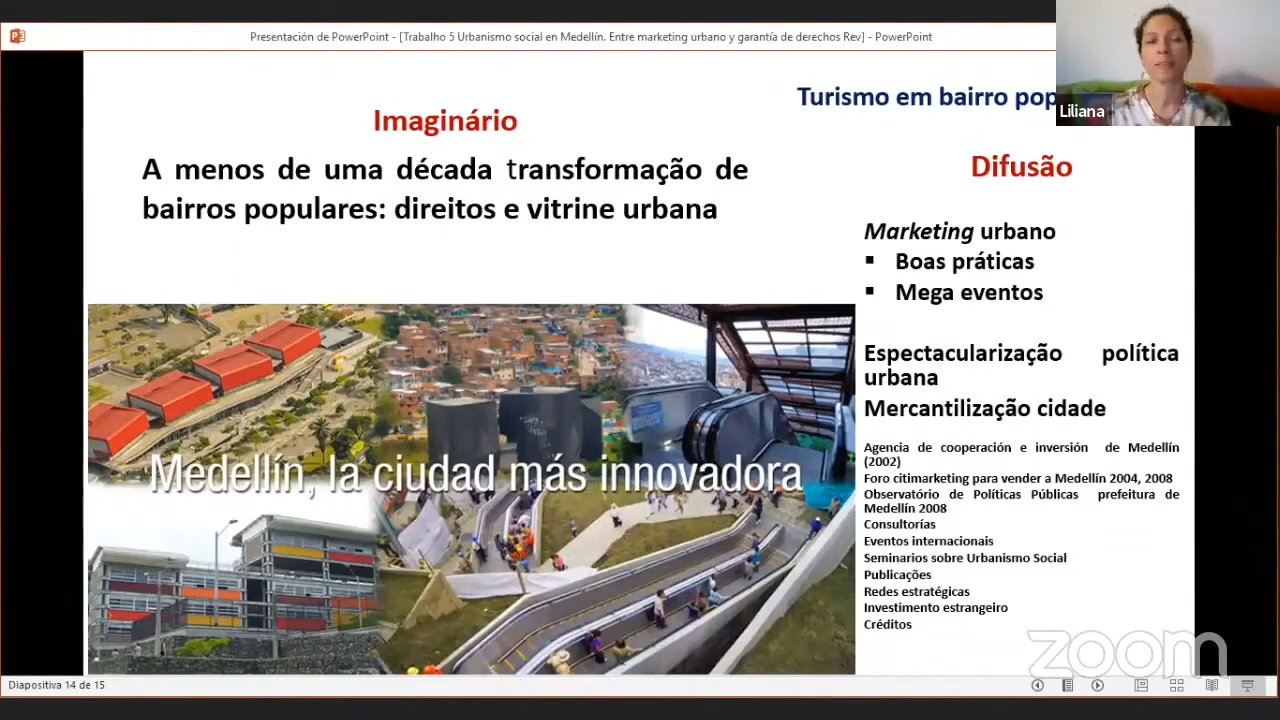 Presentación de PowerPoint - [Trabalho 5 Urbanismo social en Medellín. Entre marketing urbano y garantía de derechos Rev] - PowerPoint
Liliana
Turismo em bairro
Imaginário
A menos de uma década transformação de
bairros populares: direitos e vitrine urbana
Medellín, la ciudad más innovadora
Difusão
Marketing urbano
▪ Boas práticas
▪ Mega eventos
Espectacularização política
urbana
Mercantilização cidade
Agencia de cooperación e inversión de Medellín
(2002)
Foro citimarketing para vender a Medellín 2004, 2008
Observatório de Políticas Públicas prefeitura de
Medellín 2008
Consultorías
Eventos internacionais
Seminarios sobre Urbanismo Social
Publicações
Redes estratégicas
Investimento estrangeiro
Créditos
zoom
Diapositiva 14 de 15